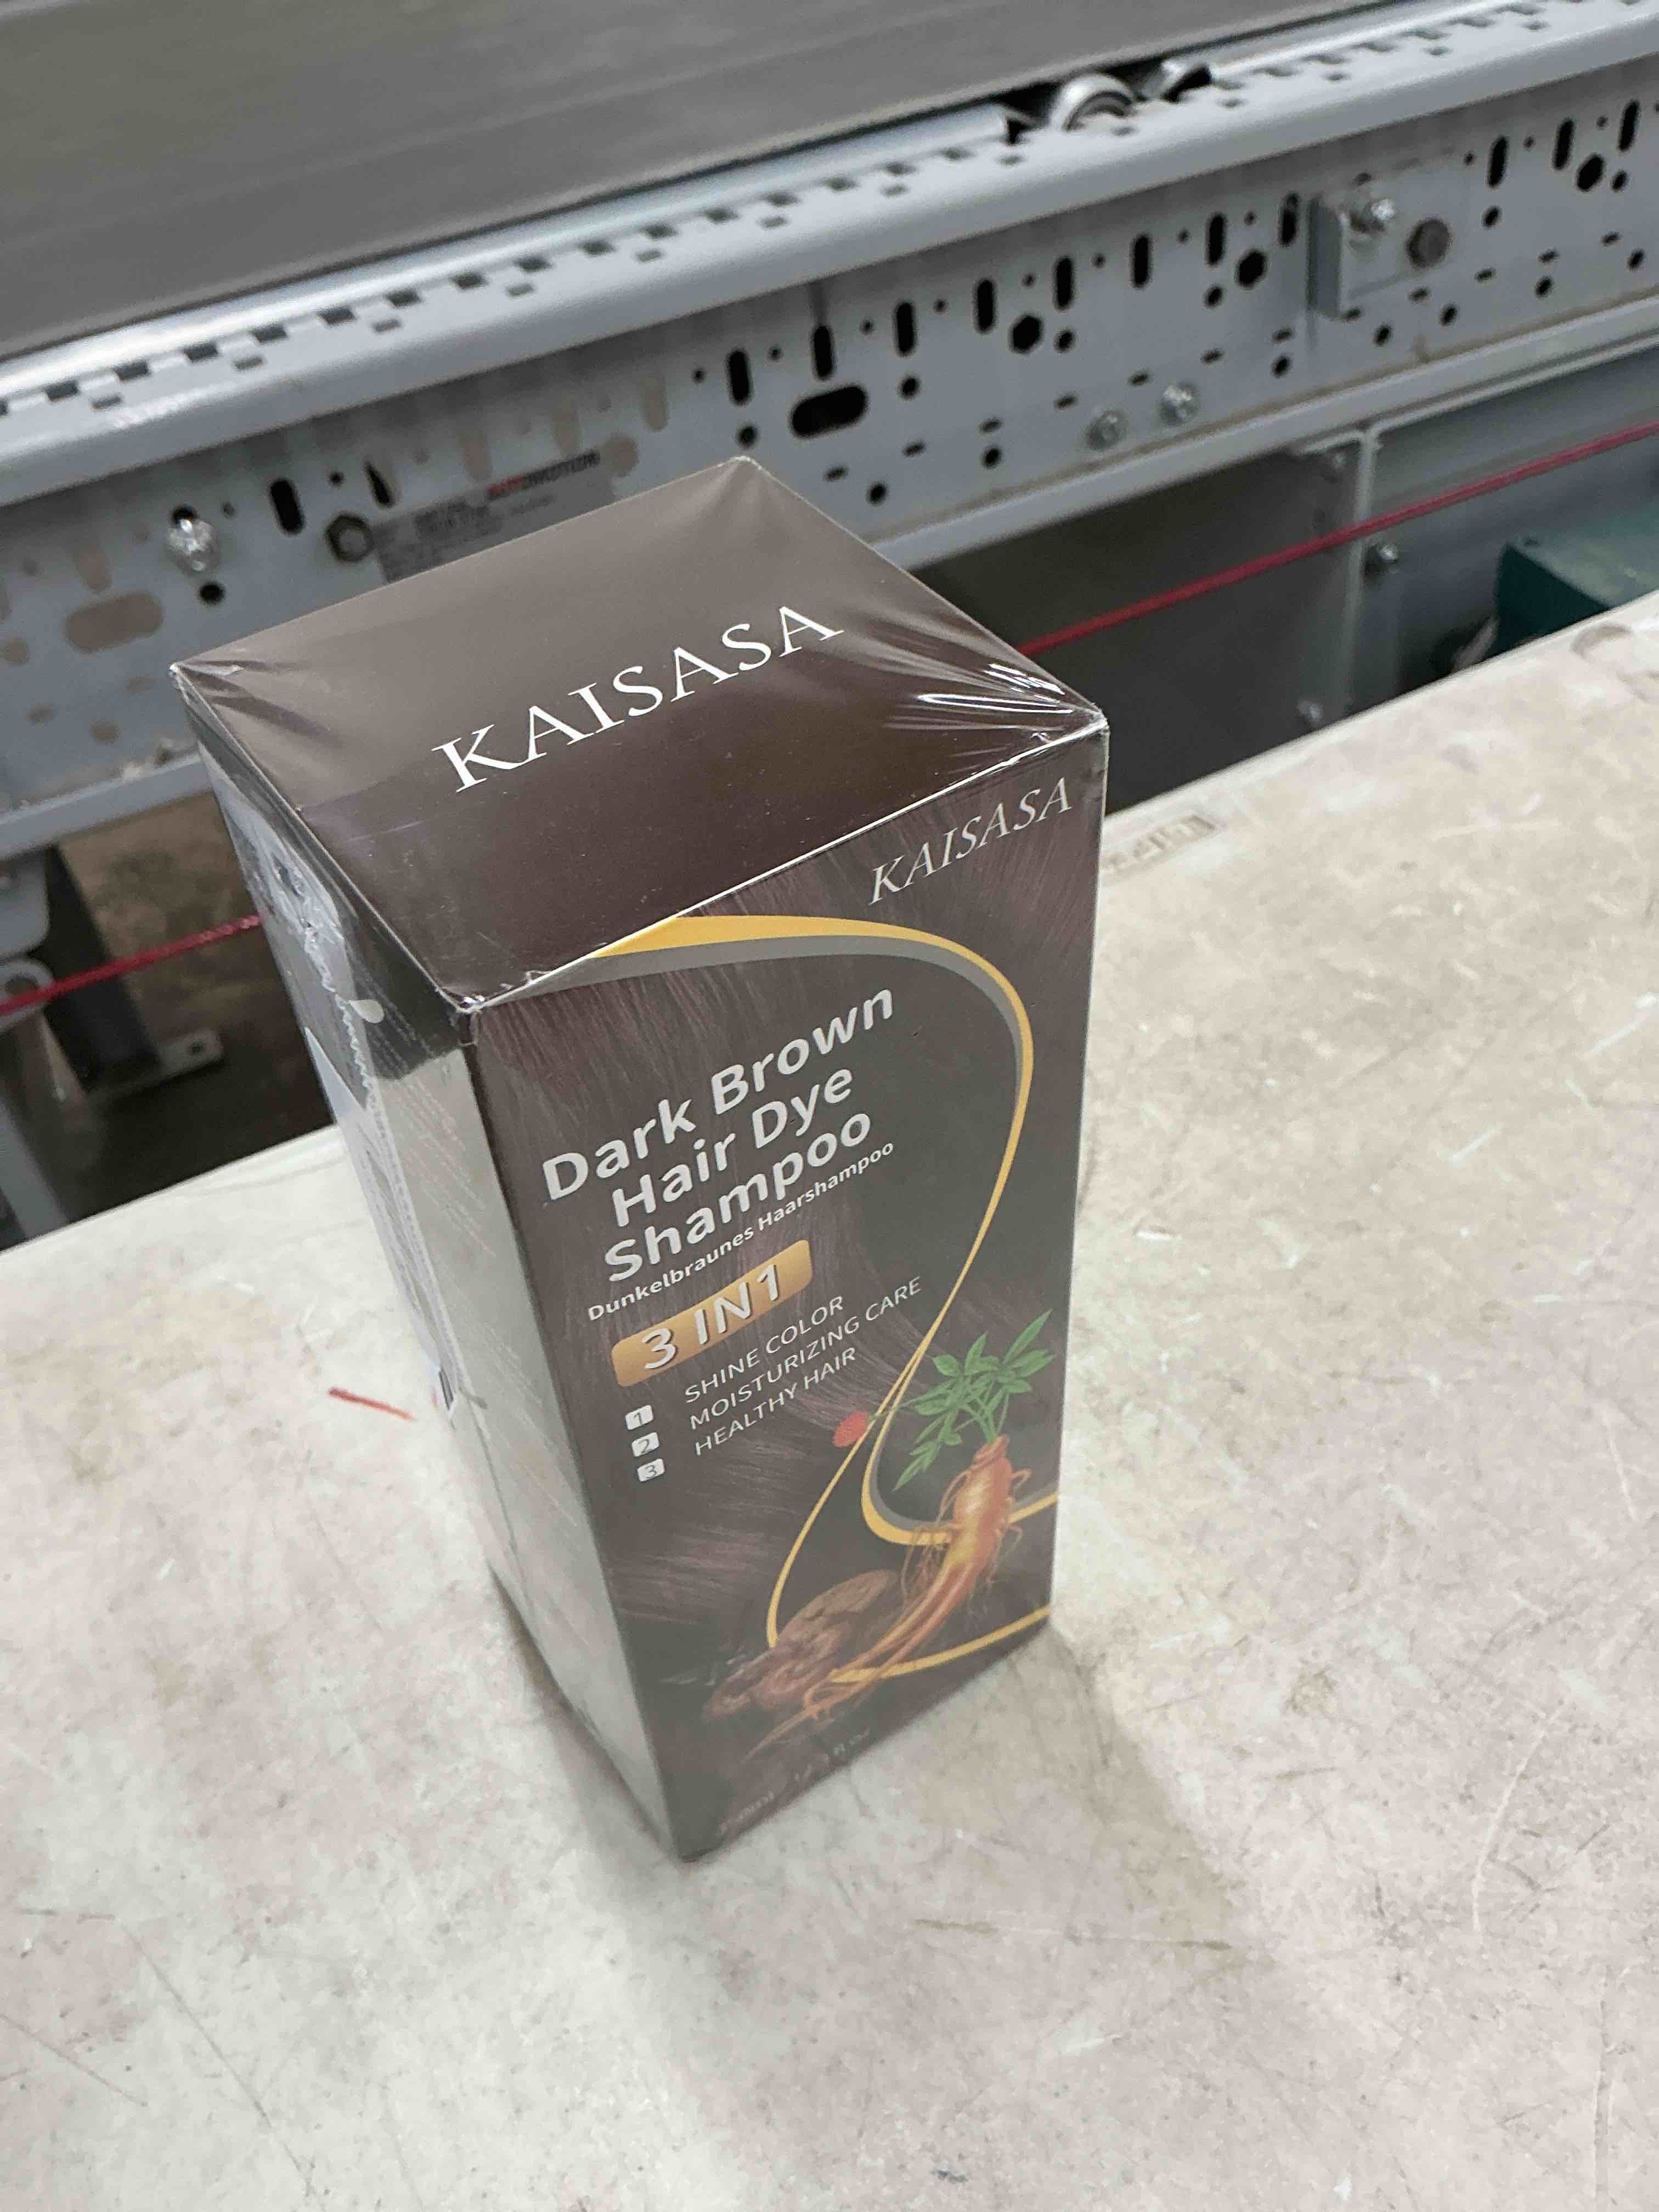 KAISASA
KAISASA
Dark Brown
Hair Dye
Shampoo
Dunkelbraunes Haarshampoo
3 IN1
1 SHINE COLOR
2 MOISTURIZING CARE
3 HEALTHY HAIR